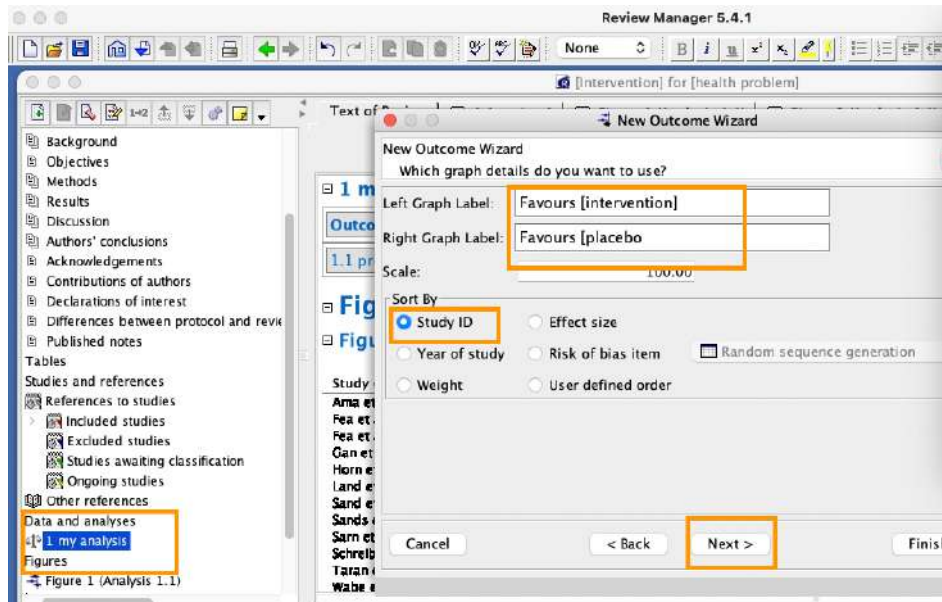 Review Manager 5.4.1
None
B i u x² x₂
[Intervention] for [health problem]
Text of
Background
Objectives
Methods
Results
Discussion
Authors' conclusions
Acknowledgements
Contributions of authors
Declarations of interest
Differences between protocol and revie
Published notes
Tables
Studies and references
References to studies
Included studies
Excluded studies
Studies awaiting classification
Ongoing studies
Other references
Data and analyses
1 my analysis
Figures
Figure 1 (Analysis 1.1)
1 m
Outco
1.1 pr
Fig
Figu
Study
Ama et
Fea et
Fea et
Gan et
Horn e
Land e
Sand e
Sands
Sarn et
Schreib
Taran
Wabe
New Outcome Wizard
New Outcome Wizard
Which graph details do you want to use?
Left Graph Label: Favours [intervention]
Right Graph Label: Favours [placebo
Scale: 100.00
Sort By
Study ID Effect size
Year of study Risk of bias item Random sequence generation
Weight User defined order
Cancel < Back Next > Finis